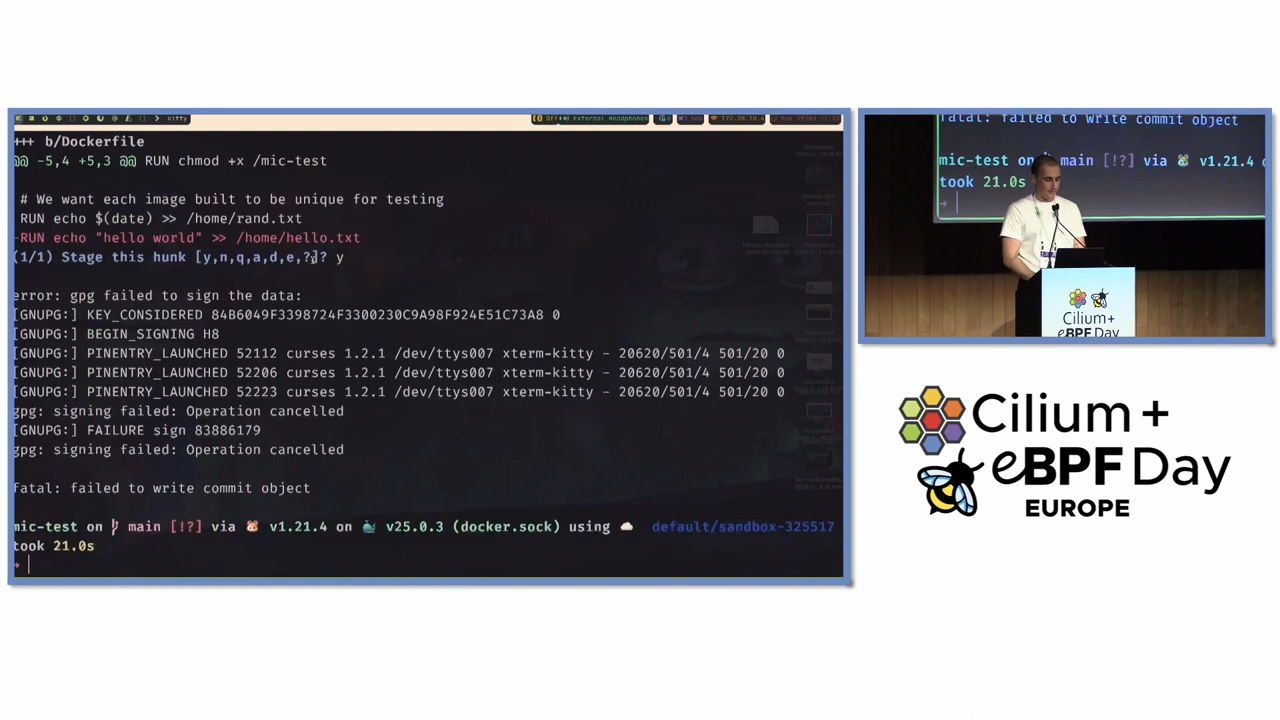 kitty
External Headphones
+++ b/Dockerfile
@@ -5,4 +5,3 @@ RUN chmod +x /mic-test
# We want each image built to be unique for testing
RUN echo $(date) >> /home/rand.txt
-RUN echo "hello world" >> /home/hello.txt
(1/1) Stage this hunk [y,n,q,a,d,e,?]? y
error: gpg failed to sign the data:
[GNUPG:] KEY_CONSIDERED 84B6049F3398724F3300230C9A98F924E51C73A8 0
[GNUPG:] BEGIN_SIGNING H8
[GNUPG:] PINENTRY_LAUNCHED 52112 curses 1.2.1 /dev/ttys007 xterm-kitty - 20620/501/4 501/20 0
[GNUPG:] PINENTRY_LAUNCHED 52206 curses 1.2.1 /dev/ttys007 xterm-kitty - 20620/501/4 501/20 0
[GNUPG:] PINENTRY_LAUNCHED 52223 curses 1.2.1 /dev/ttys007 xterm-kitty - 20620/501/4 501/20 0
gpg: signing failed: Operation cancelled
[GNUPG:] FAILURE sign 83886179
gpg: signing failed: Operation cancelled
fatal: failed to write commit object
mic-test on main [!?] via v1.21.4 on v25.0.3 (docker.sock) using default/sandbox-325517
took 21.0s
fatal: failed to write commit object
mic-test on main [!?] via v1.21.4
took 21.0s
Cilium+
eBPF Day
Cilium +
eBPF Day
EUROPE